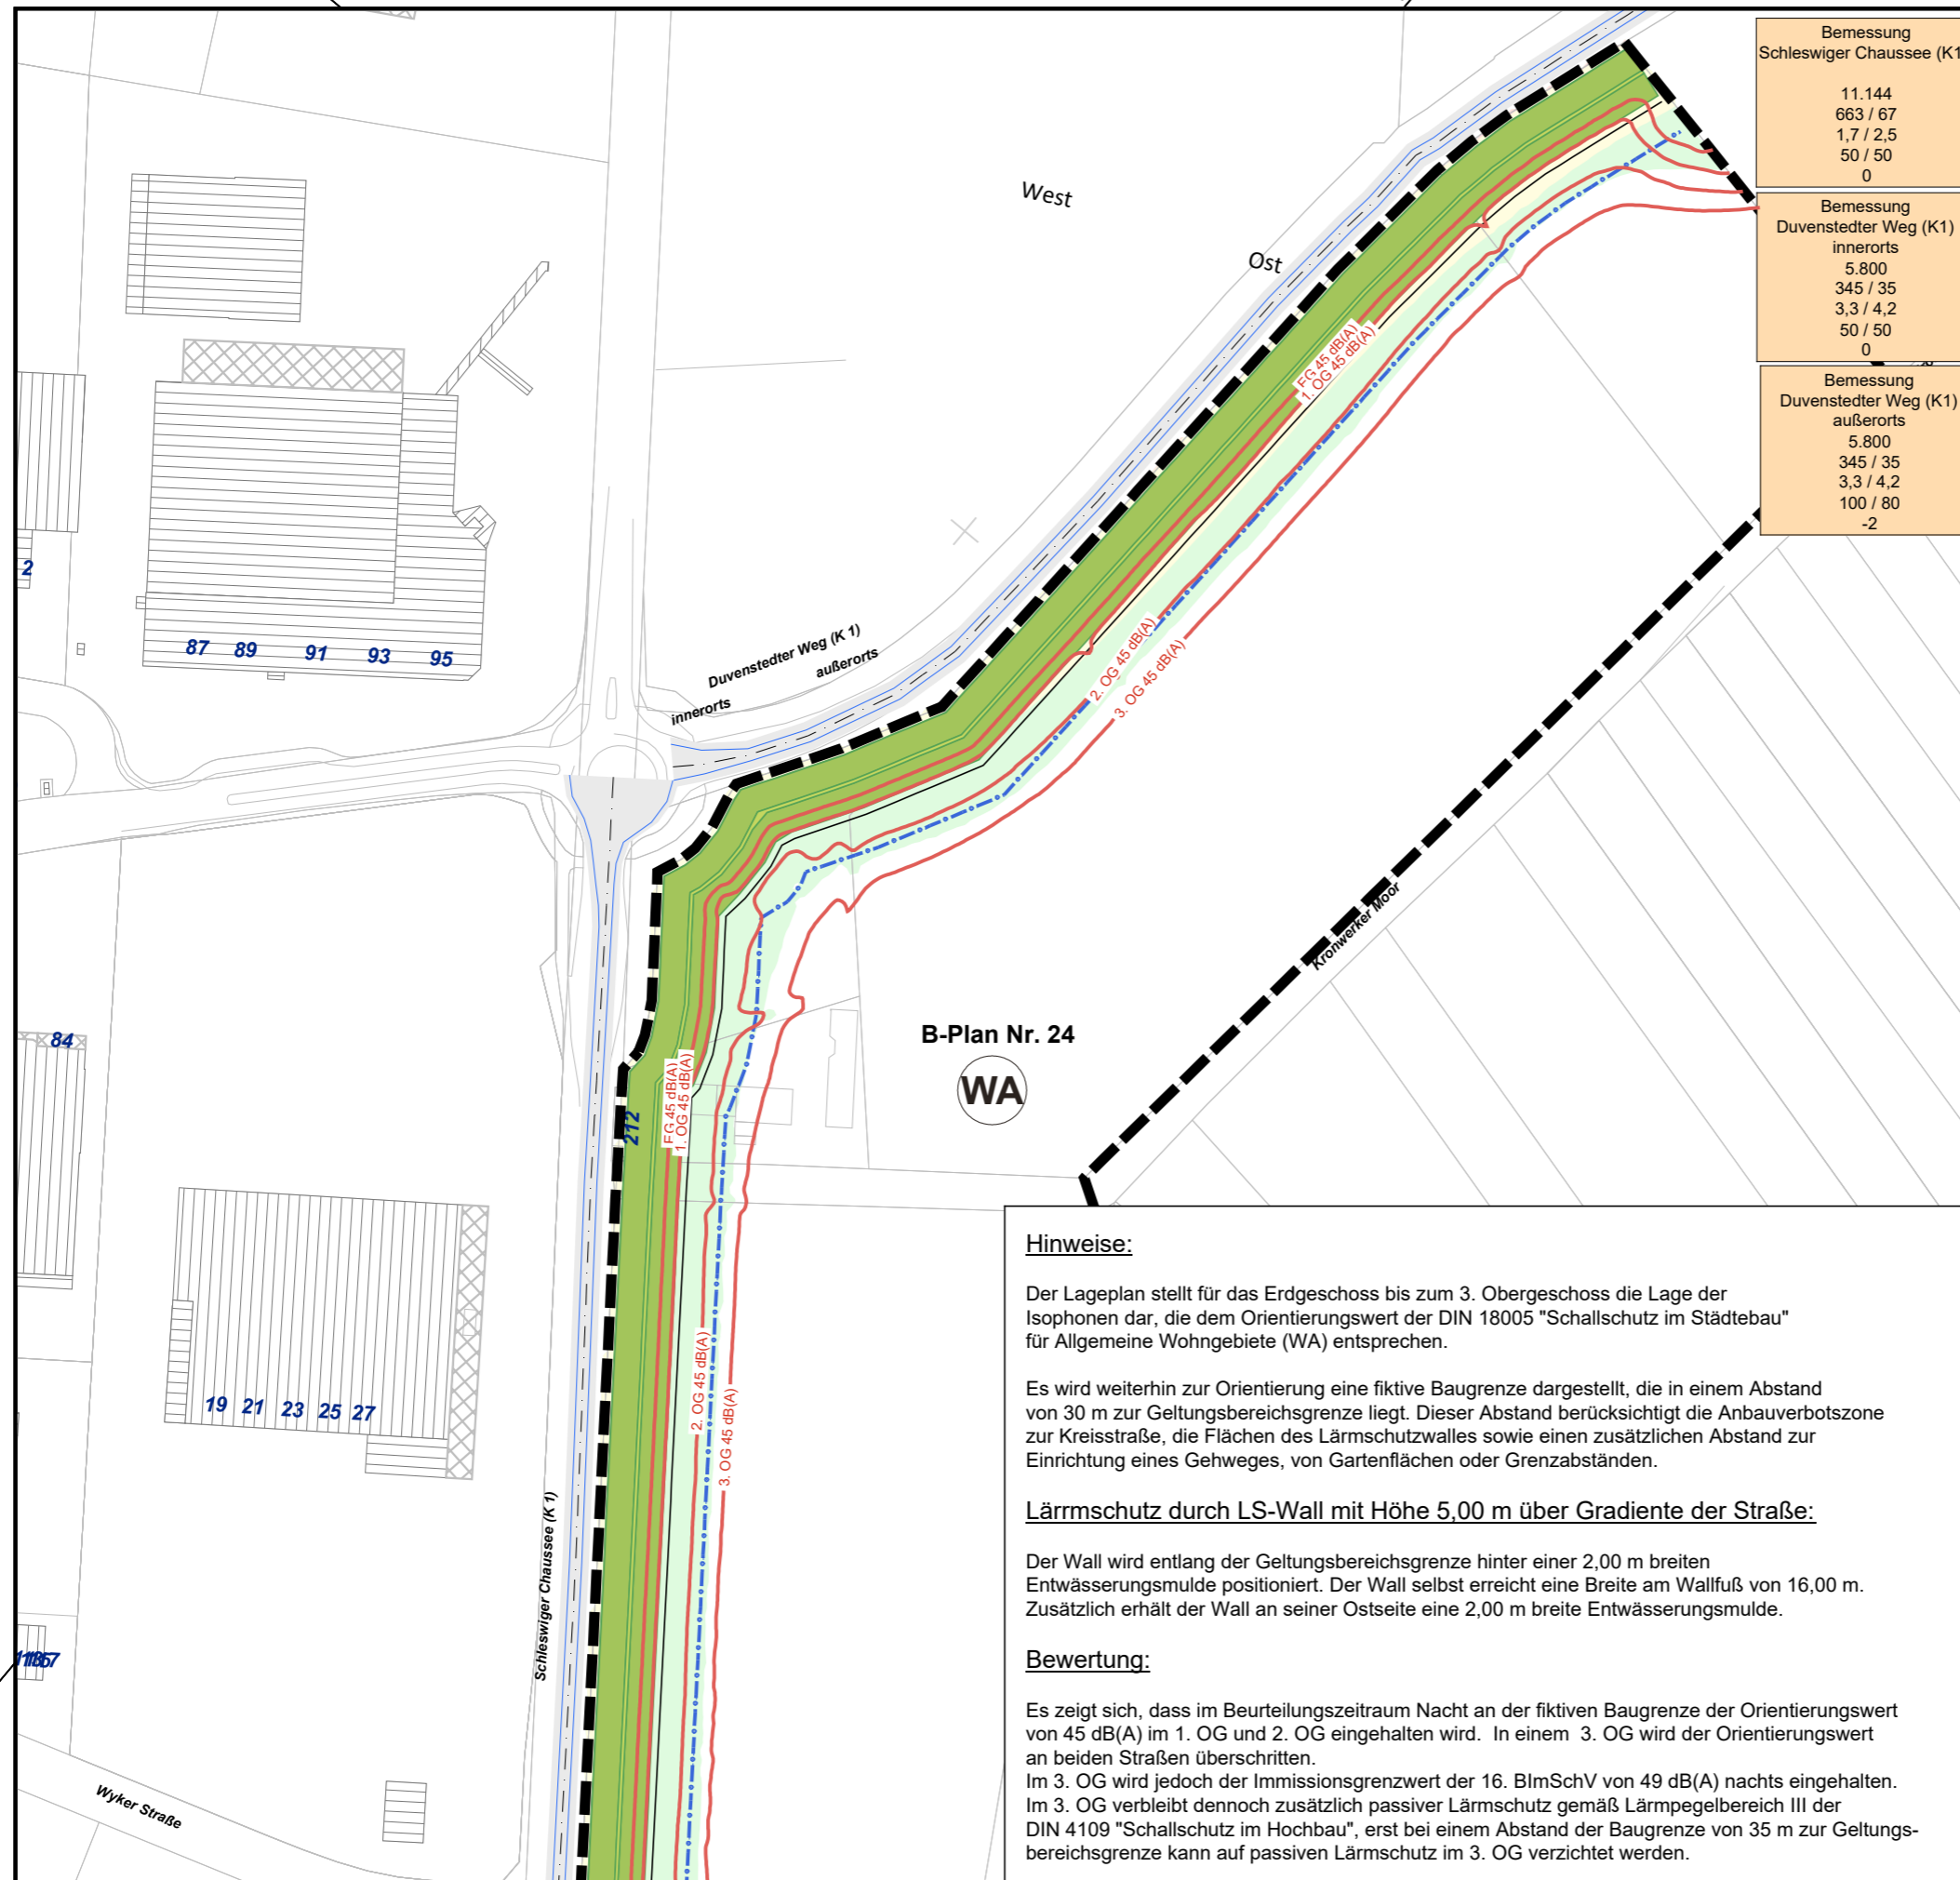 Bemessung
Schleswiger Chaussee (K1
11.144
663 / 67
1,7 / 2,5
50 / 50
0
Bemessung
Duvenstedter Weg (K1)
innerorts
5.800
345 / 35
3,3 / 4,2
50 / 50
0
Bemessung
Duvenstedter Weg (K1)
außerorts
5.800
345 / 35
3,3 / 4,2
100 / 80
-2
West
Ost
EG 45 dB(A)
1. OG 45 dB(A)
2
87 89 91 93 95
Duvenstedter Weg (K 1)
innerorts
außerorts
2. OG 45 dB(A)
3. OG 45 dB(A)
Kronwerker Moor
84
B-Plan Nr. 24
WA
212
EG 45 dB(A)
1. OG 45 dB(A)
19 21 23 25 27
2. OG 45 dB(A)
3. OG 45 dB(A)
Schleswiger Chaussee (K 1)
Wyker Straße
Hinweise:
Der Lageplan stellt für das Erdgeschoss bis zum 3. Obergeschoss die Lage der
Isophonen dar, die dem Orientierungswert der DIN 18005 "Schallschutz im Städtebau"
für Allgemeine Wohngebiete (WA) entsprechen.
Es wird weiterhin zur Orientierung eine fiktive Baugrenze dargestellt, die in einem Abstand
von 30 m zur Geltungsbereichsgrenze liegt. Dieser Abstand berücksichtigt die Anbauverbotszone
zur Kreisstraße, die Flächen des Lärmschutzwalles sowie einen zusätzlichen Abstand zur
Einrichtung eines Gehweges, von Gartenflächen oder Grenzabständen.
Lärrmschutz durch LS-Wall mit Höhe 5,00 m über Gradiente der Straße:
Der Wall wird entlang der Geltungsbereichsgrenze hinter einer 2,00 m breiten
Entwässerungsmulde positioniert. Der Wall selbst erreicht eine Breite am Wallfuß von 16,00 m.
Zusätzlich erhält der Wall an seiner Ostseite eine 2,00 m breite Entwässerungsmulde.
Bewertung:
Es zeigt sich, dass im Beurteilungszeitraum Nacht an der fiktiven Baugrenze der Orientierungswert
von 45 dB(A) im 1. OG und 2. OG eingehalten wird. In einem 3. OG wird der Orientierungswert
an beiden Straßen überschritten.
Im 3. OG wird jedoch der Immissionsgrenzwert der 16. BImSchV von 49 dB(A) nachts eingehalten.
Im 3. OG verbleibt dennoch zusätzlich passiver Lärmschutz gemäß Lärmpegelbereich III der
DIN 4109 "Schallschutz im Hochbau", erst bei einem Abstand der Baugrenze von 35 m zur Geltungs-
bereichsgrenze kann auf passiven Lärmschutz im 3. OG verzichtet werden.